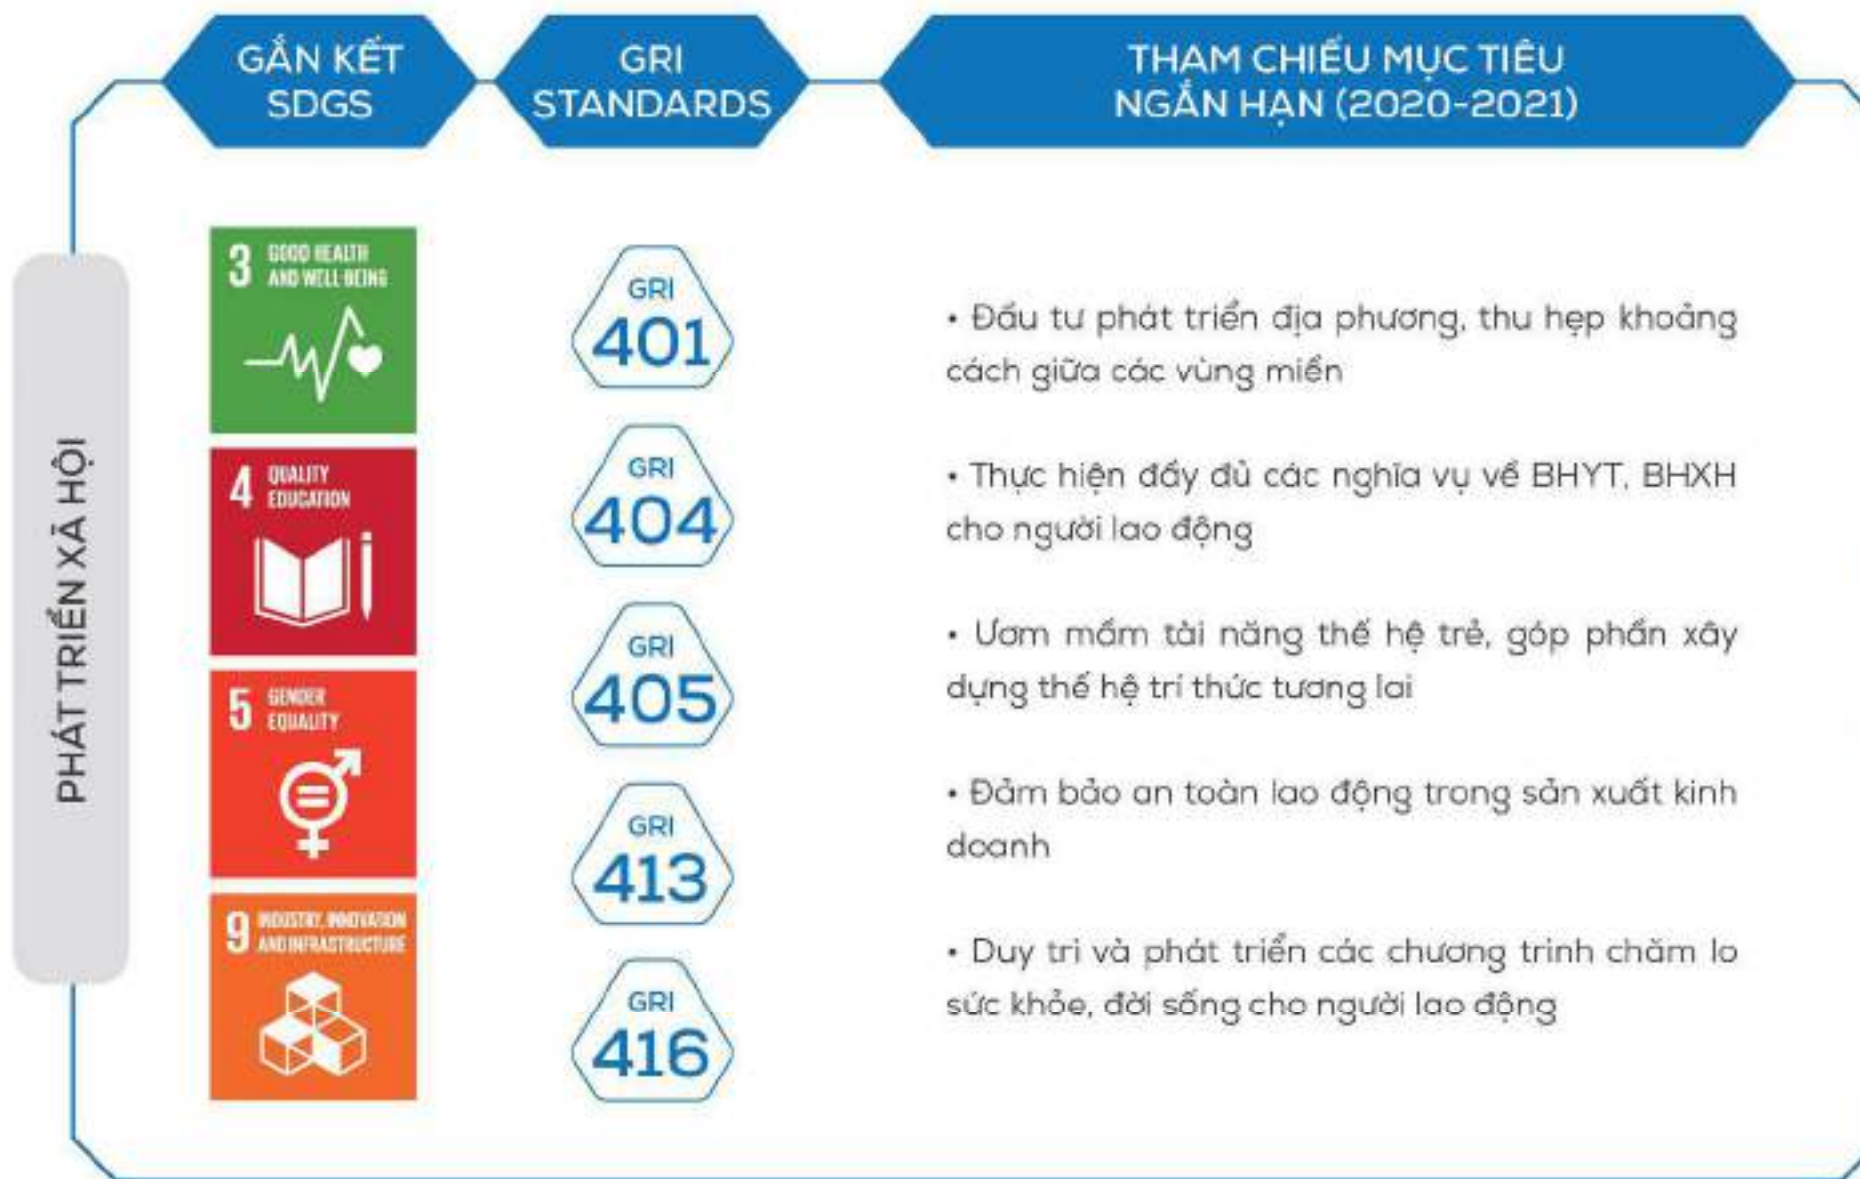 GẮN KẾT
SDGS
GRI
STANDARDS
THAM CHIẾU MỤC TIÊU
NGẮN HẠN (2020-2021)
PHÁT TRIỂN XÃ HỘI
3 GOOD HEALTH
AND WELL-BEING
4 QUALITY
EDUCATION
5 GENDER
EQUALITY
9 INDUSTRY, INNOVATION
AND INFRASTRUCTURE
GRI
401
GRI
404
GRI
405
GRI
413
GRI
416
• Đầu tư phát triển địa phương, thu hẹp khoảng
cách giữa các vùng miền
• Thực hiện đầy đủ các nghĩa vụ về BHYT, BHXH
cho người lao động
• Ươm mầm tài năng thế hệ trẻ, góp phần xây
dựng thế hệ trí thức tương lai
• Đảm bảo an toàn lao động trong sản xuất kinh
doanh
• Duy trì và phát triển các chương trình chăm lo
sức khỏe, đời sống cho người lao động